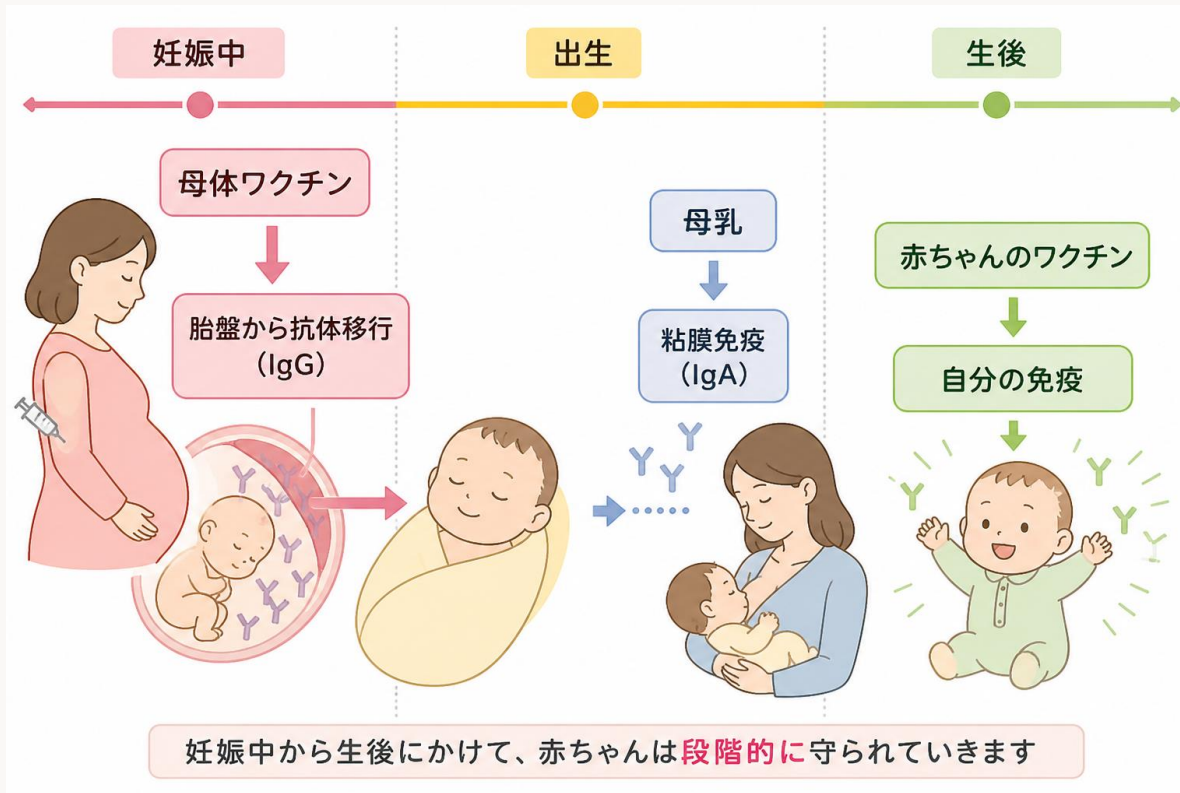 妊娠中
出生
生後
母体ワクチン
胎盤から抗体移行
（IgG）
母乳
粘膜免疫
（IgA）
赤ちゃんのワクチン
自分の免疫
妊娠中から生後にかけて、赤ちゃんは段階的に守られていきます